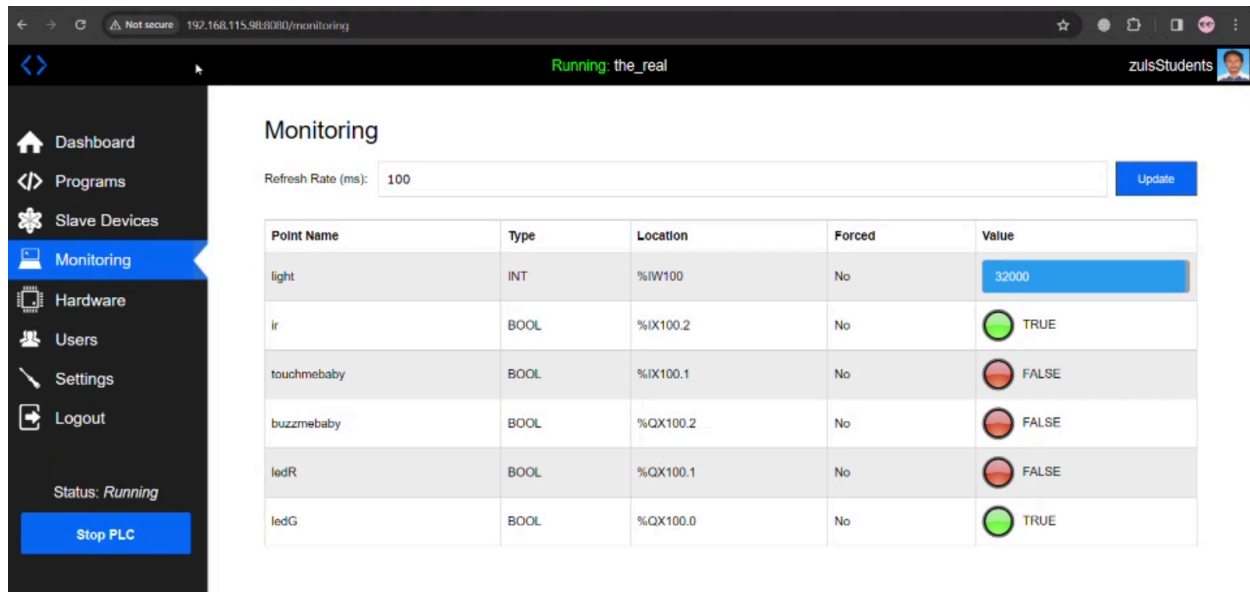 Not secure 192.168.115.98:8080/monitoring
Running: the_real
zulsStudents
Dashboard
Programs
Slave Devices
Monitoring
Hardware
Users
Settings
Logout
Status: Running
Stop PLC
Monitoring
Refresh Rate (ms): 100 Update
Point Name Type Location Forced Value
light INT %IW100 No 32000
ir BOOL %IX100.2 No TRUE
touchmebaby BOOL %IX100.1 No FALSE
buzzmebaby BOOL %QX100.2 No FALSE
ledR BOOL %QX100.1 No FALSE
ledG BOOL %QX100.0 No TRUE